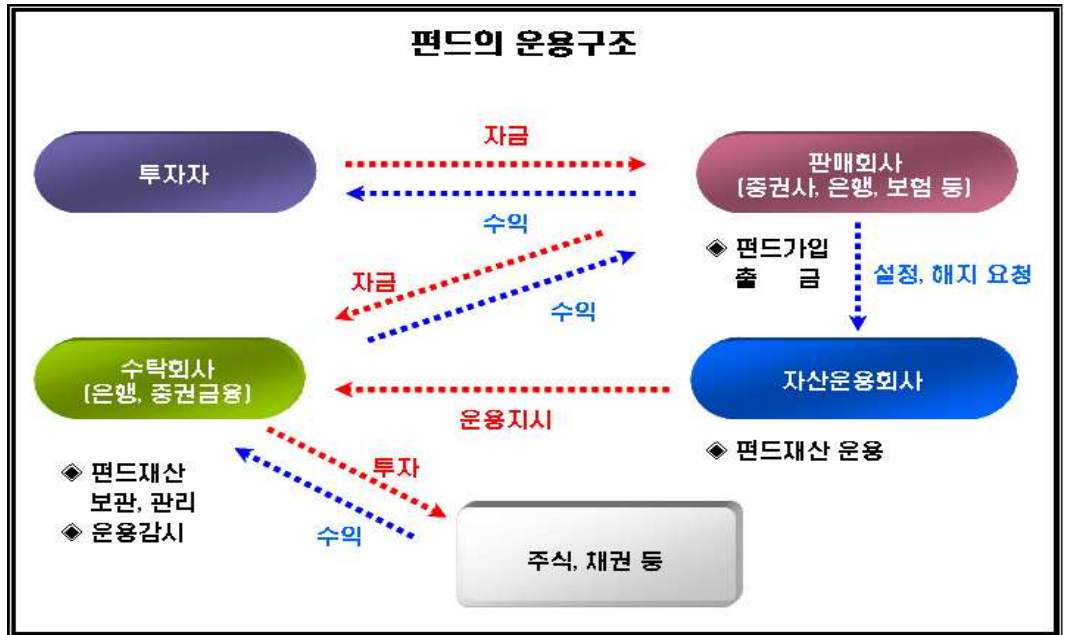 펀드의 운용구조
자금
투자자
판매회사
(증권사, 은행, 보험 등)
수익
◈ 펀드가입
출 금
설정, 해지 요청
자금
수익
수탁회사
(은행, 증권금융)
자산운용회사
운용지시
◈ 펀드재산
보관, 관리
◈ 운용감시
투자
◈ 펀드재산 운용
수익
주식, 채권 등